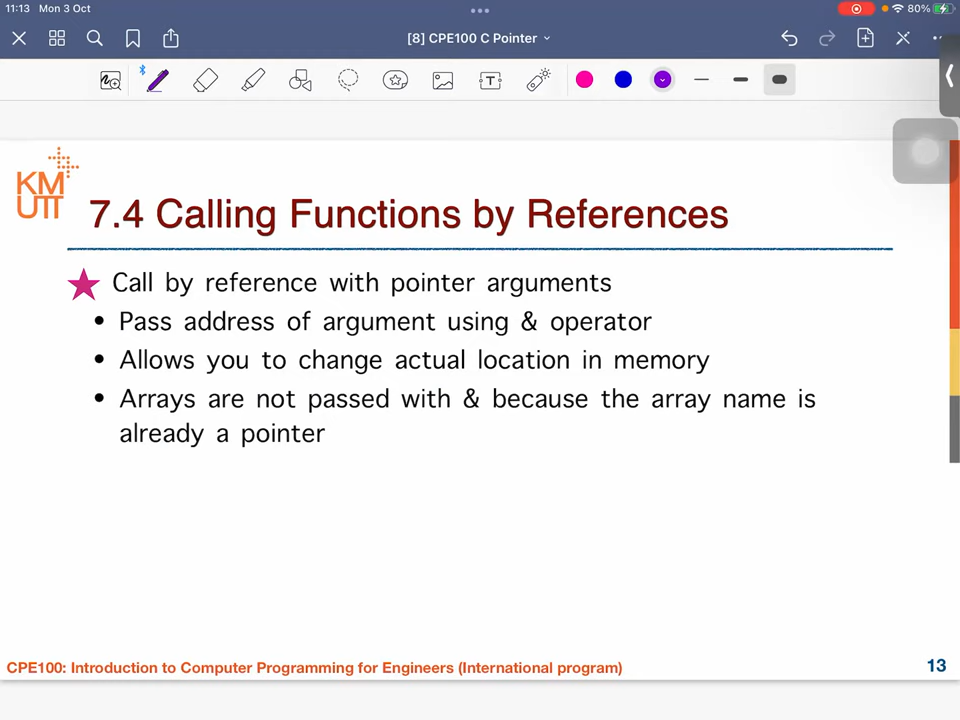 11:13 Mon 3 Oct
80%
[8] CPE100 C Pointer
T
KM
UTT
7.4 Calling Functions by References
Call by reference with pointer arguments
• Pass address of argument using & operator
• Allows you to change actual location in memory
• Arrays are not passed with & because the array name is
already a pointer
CPE100: Introduction to Computer Programming for Engineers (International program)
13